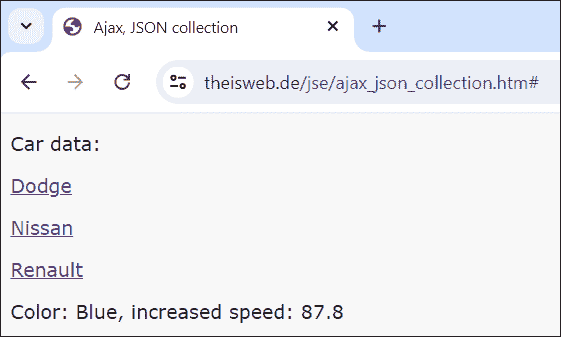 Ajax, JSON collection
theisweb.de/jse/ajax_json_collection.htm#
Car data:
Dodge
Nissan
Renault
Color: Blue, increased speed: 87.8